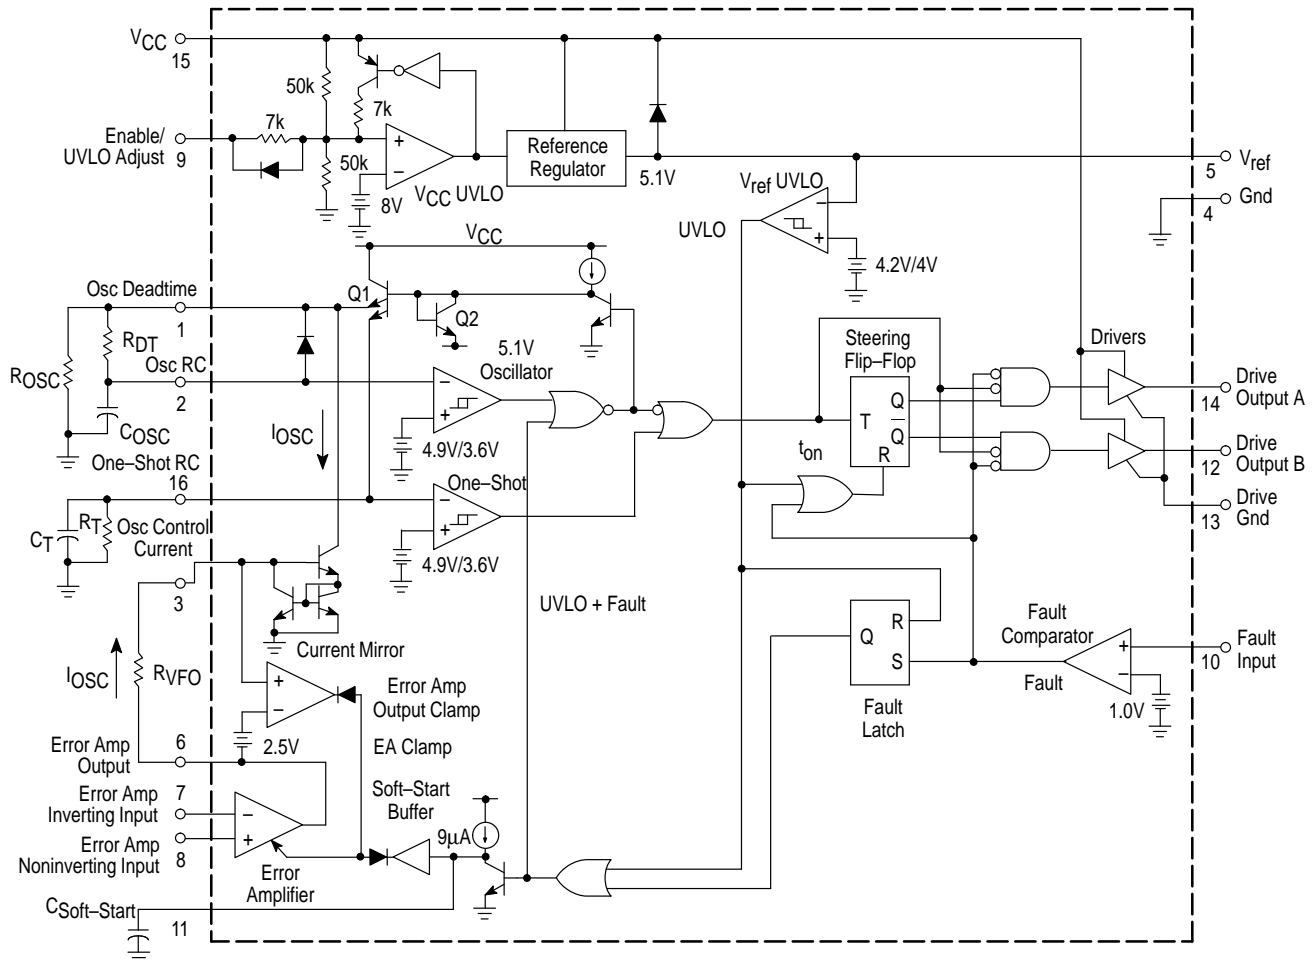 VCC
15
50k
7k
7k
Enable/
UVLO Adjust
9
50k
+
−
8V
VCC UVLO
Reference
Regulator
5.1V
Vref UVLO
−
+
UVLO
4.2V/4V
5
Vref
4
Gnd
VCC
Osc Deadtime
1
Q1
Q2
RDT
ROSC
Osc RC
2
COSC
IOSC
5.1V
Oscillator
−
+
4.9V/3.6V
One–Shot RC
16
CT
RT
Osc Control
Current
3
One–Shot
−
+
4.9V/3.6V
Steering
Flip–Flop
T
Q
Q
R
ton
Drivers
14
Drive
Output A
12
Drive
Output B
13
Drive
Gnd
UVLO + Fault
Current Mirror
IOSC
RVFO
+
−
2.5V
Error Amp
Output Clamp
EA Clamp
Q
R
S
Fault
Latch
Fault
Comparator
Fault
+
−
1.0V
10
Fault
Input
Error Amp
Output
6
Error Amp
Inverting Input
7
Error Amp
Noninverting Input
8
−
+
Error
Amplifier
Soft–Start
Buffer
9µA
CSoft–Start
11